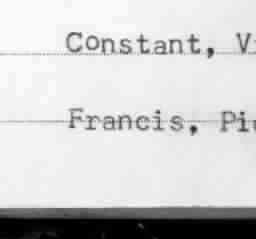 Constant, V
Francis, Pi